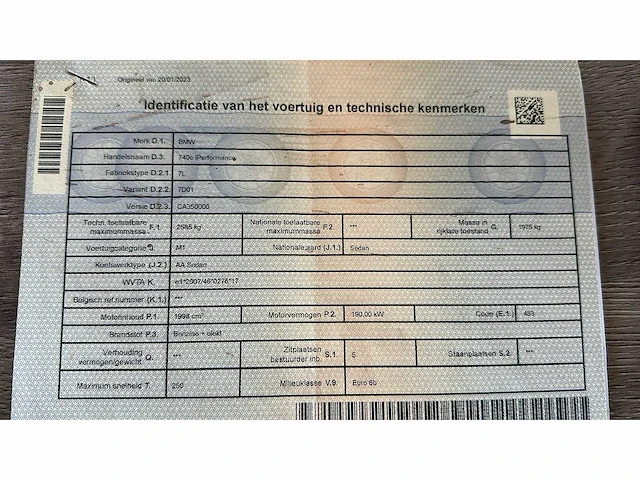 Origineel van 20/01/2023
Identificatie van het voertuig en technische kenmerken
Merk D.1. BMW
Handelsnaam D.3. 740e iPerformance
Fabriekstype D.2.1. 7L
Variant D.2.2. 7D01
Versie D.2.3. CA350000
Techn. toelaatbare maximummassa F.1. 2585 kg Nationale toelaatbare maximummassa F.2. --- Massa in rijklare toestand G. 1975 kg
Voertuigcategorie J. M1 Nationale aard (J.1.) Sedan
Koetswerktype (J.2.) AA Sedan
WVTA K. e1*2007/46*0276*17
Belgisch ref.nummer (K.1.) ---
Motorinhoud P.1. 1998 cm³ Motorvermogen P.2. 190,00 kW Code (E.1.) 483
Brandstof P.3. Benzine + elekt
Verhouding vermogen/gewicht Q. --- Zitplaatsen bestuurder inb. S.1. 5 Staanplaatsen S.2. ---
Maximum snelheid T. 250 Milieuklasse V.9. Euro 6b